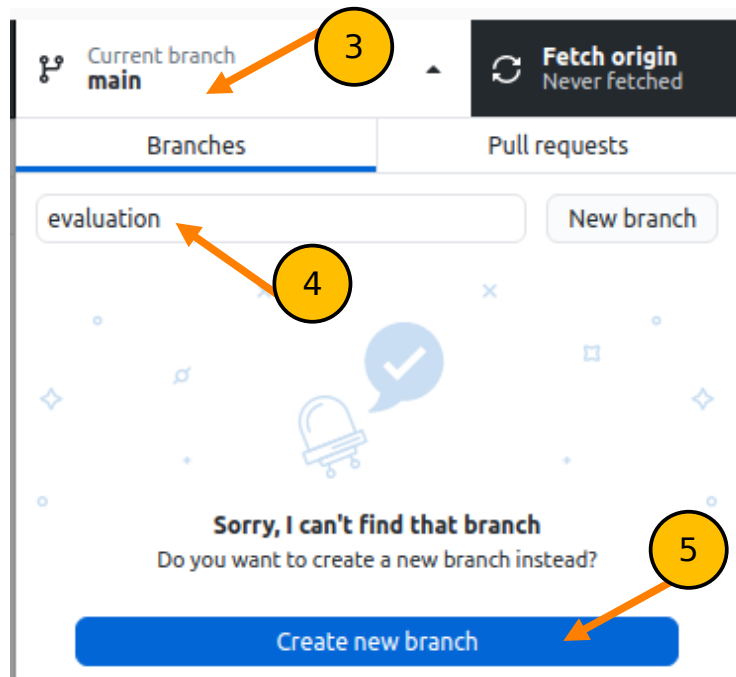 Current branch
main
3
Fetch origin
Never fetched
Branches
Pull requests
evaluation
New branch
4
Sorry, I can't find that branch
Do you want to create a new branch instead?
5
Create new branch